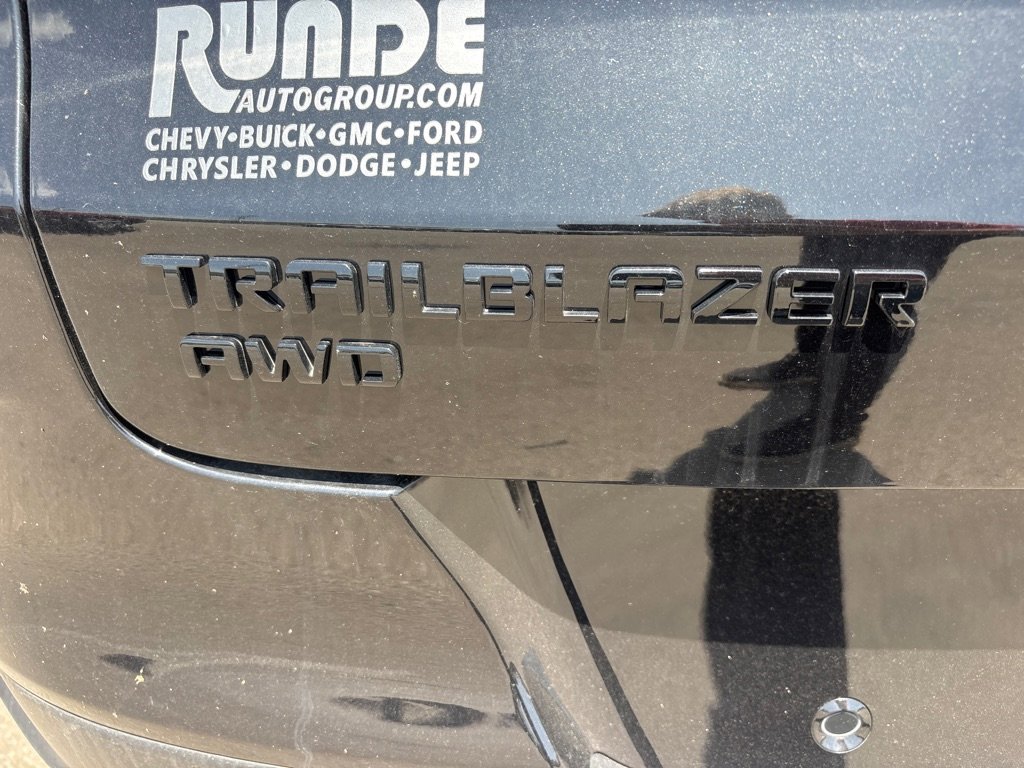 RUNDE
AUTOGROUP.COM
CHEVY•BUICK•GMC•FORD
CHRYSLER•DODGE•JEEP
TRAILBLAZER
AWD